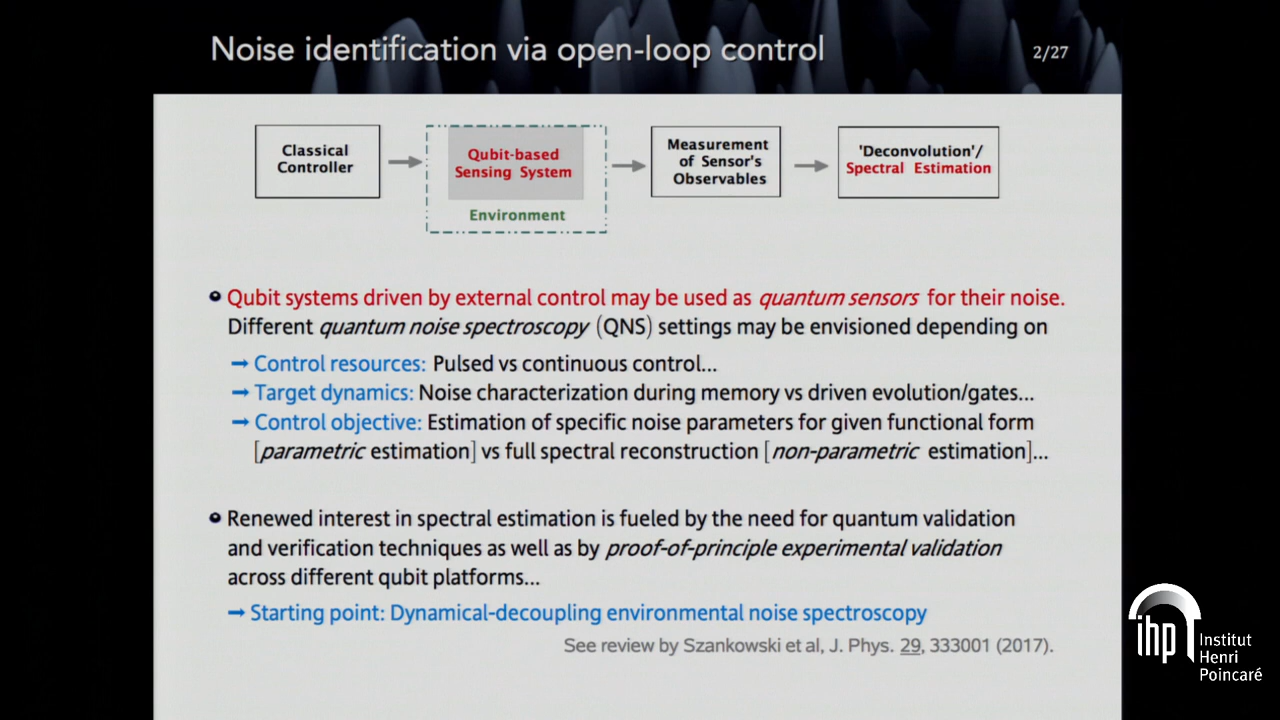 Noise identification via open-loop control
2/27
Classical
Controller
Qubit-based
Sensing System
Environment
Measurement
of Sensor's
Observables
'Deconvolution'/
Spectral Estimation
Qubit systems driven by external control may be used as quantum sensors for their noise.
Different quantum noise spectroscopy (QNS) settings may be envisioned depending on
→ Control resources: Pulsed vs continuous control...
→ Target dynamics: Noise characterization during memory vs driven evolution/gates...
→ Control objective: Estimation of specific noise parameters for given functional form
[parametric estimation] vs full spectral reconstruction [non-parametric estimation]...
Renewed interest in spectral estimation is fueled by the need for quantum validation
and verification techniques as well as by proof-of-principle experimental validation
across different qubit platforms...
→ Starting point: Dynamical-decoupling environmental noise spectroscopy
See review by Szankowski et al, J. Phys. 29, 333001 (2017).
ihp
Institut
Henri
Poincaré